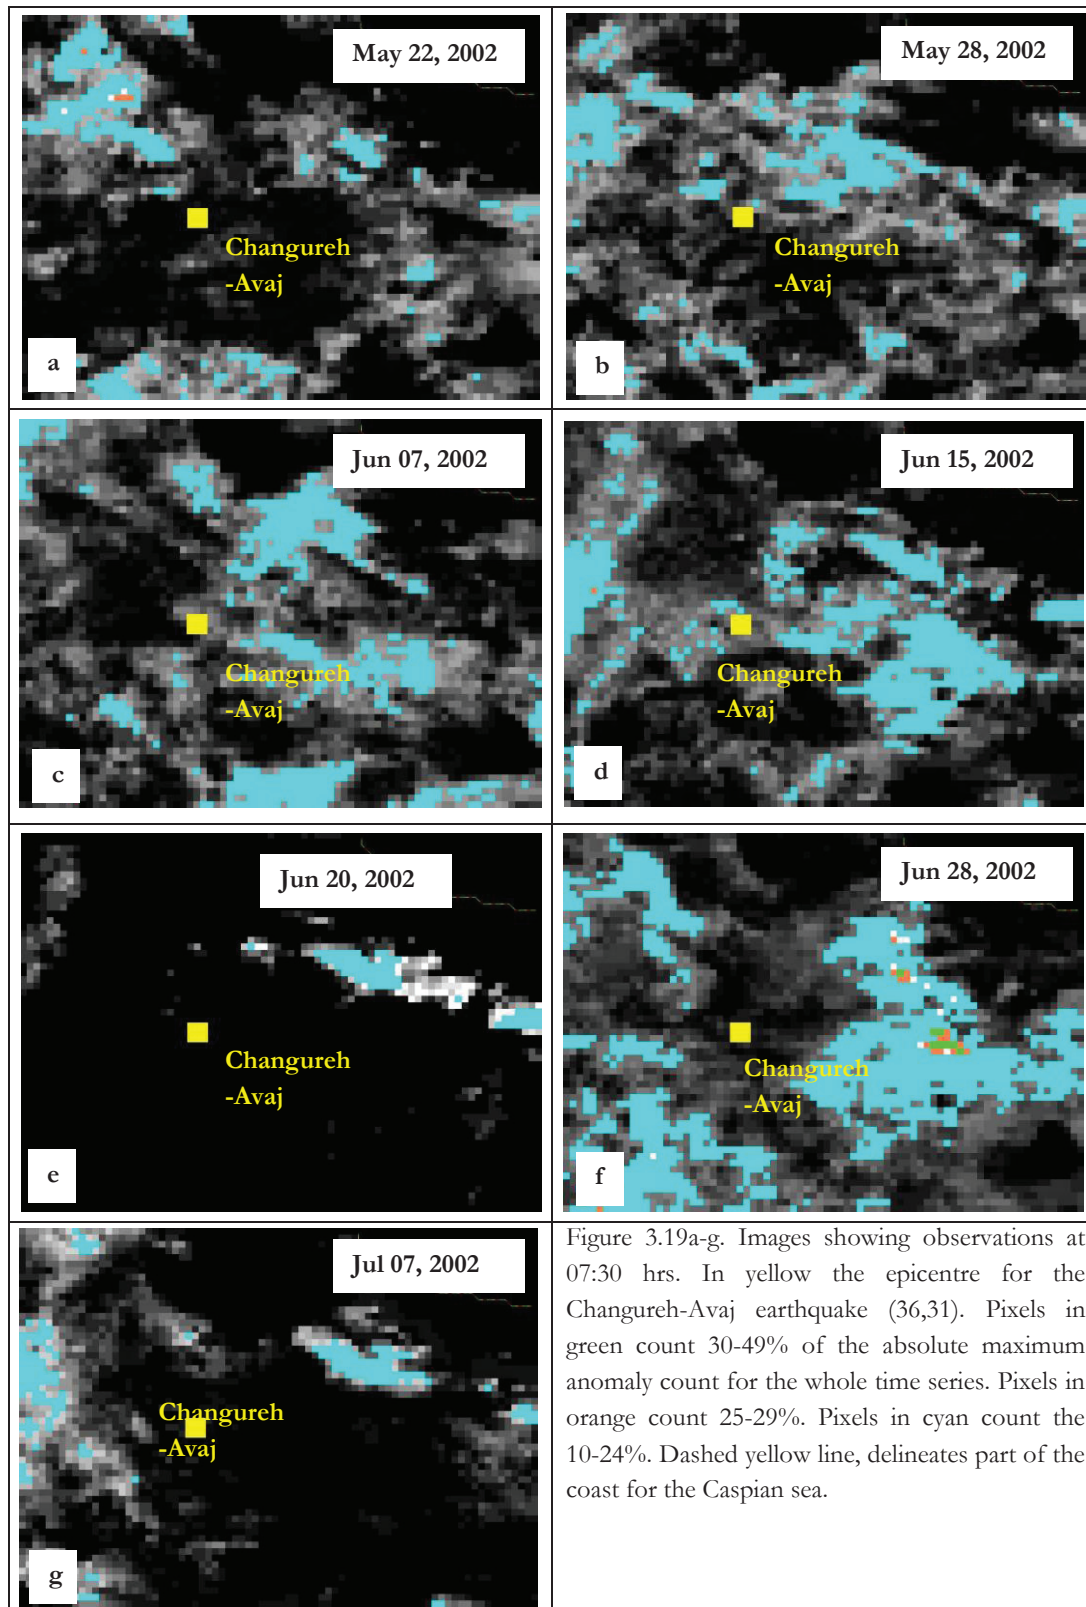 May 22, 2002
Changureh
-Avaj
a
May 28, 2002
Changureh
-Avaj
b
Jun 07, 2002
Changureh
-Avaj
c
Jun 15, 2002
Changureh
-Avaj
d
Jun 20, 2002
Changureh
-Avaj
e
Jun 28, 2002
Changureh
-Avaj
f
Jul 07, 2002
Changureh
-Avaj
g
Figure 3.19a-g. Images showing observations at
07:30 hrs. In yellow the epicentre for the
Changureh-Avaj earthquake (36,31). Pixels in
green count 30-49% of the absolute maximum
anomaly count for the whole time series. Pixels in
orange count 25-29%. Pixels in cyan count the
10-24%. Dashed yellow line, delineates part of the
coast for the Caspian sea.